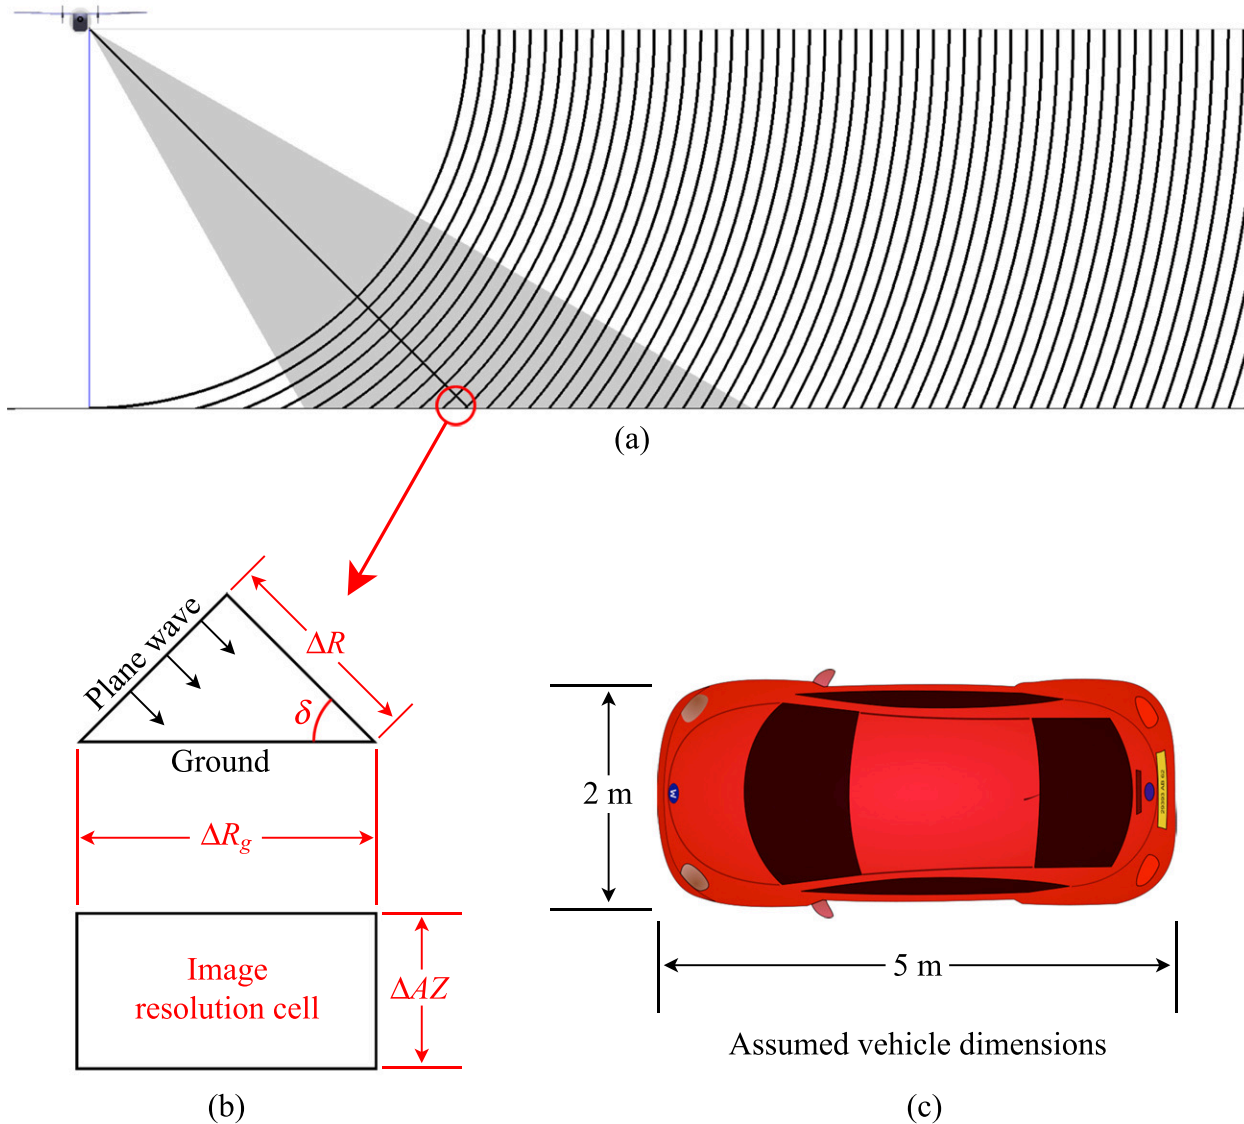 (a)
Plane wave
ΔR
δ
Ground
ΔR_g
Image
resolution cell
ΔAZ
(b)
2 m
W
5 m
Assumed vehicle dimensions
(c)